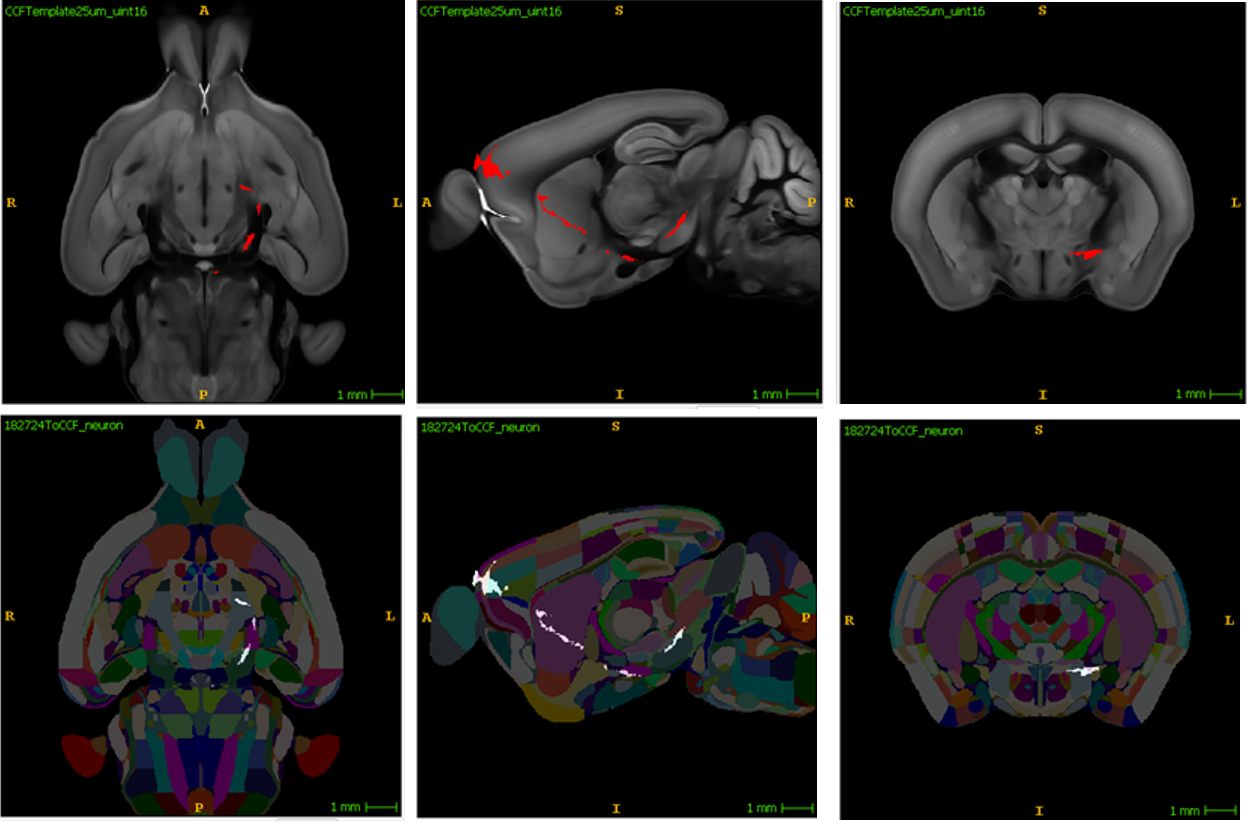 CCFTemplate25um_uint16
A
R
L
P
1 mm
CCFTemplate25um_uint16
S
A
P
I
1 mm
CCFTemplate25um_uint16
S
R
L
I
1 mm
182724ToCCF_neuron
A
R
L
P
1 mm
182724ToCCF_neuron
S
A
P
I
1 mm
182724ToCCF_neuron
S
R
L
I
1 mm